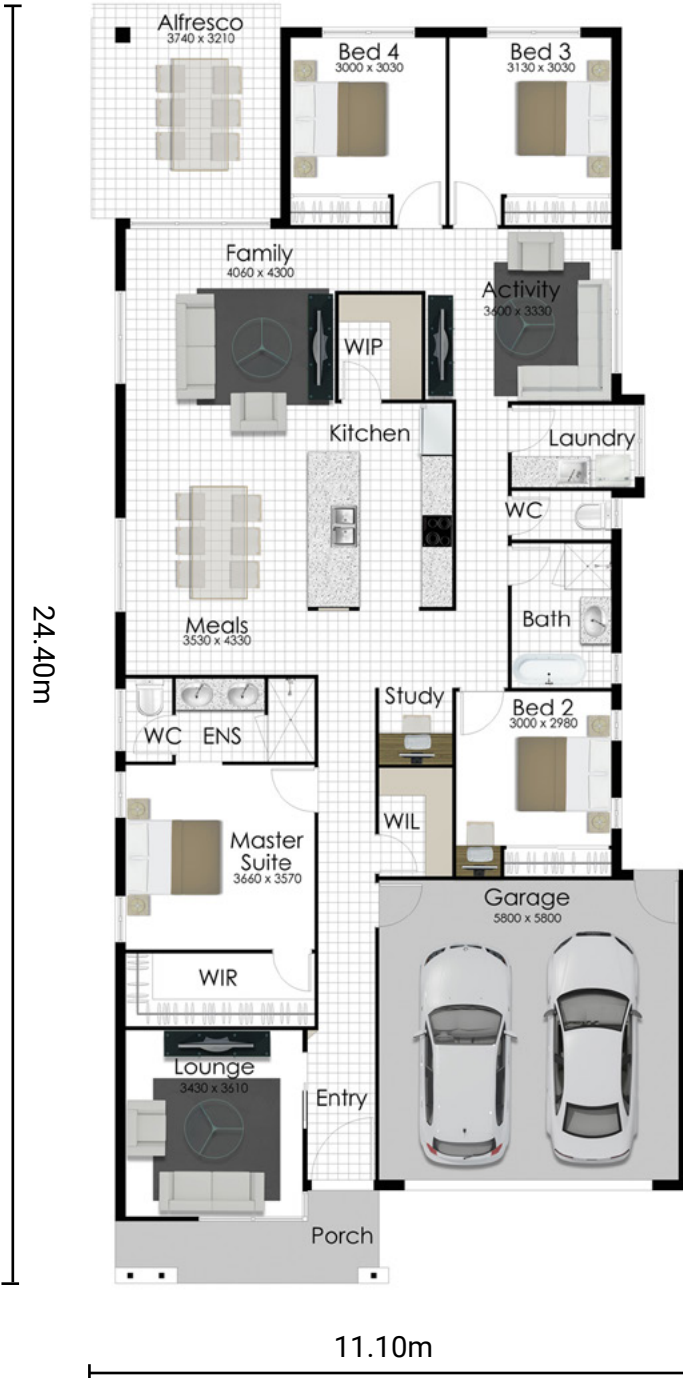 Alfresco
3740 x 3210
Bed 4
3000 x 3030
Bed 3
3130 x 3030
Family
4060 x 4300
Activity
3600 x 3330
WIP
Kitchen
Laundry
WC
Bath
Meals
3530 x 4330
24.40m
Study
Bed 2
3000 x 2980
WC
ENS
WIL
Master
Suite
3660 x 3570
Garage
5800 x 5800
WIR
Lounge
3430 x 3610
Entry
Porch
11.10m